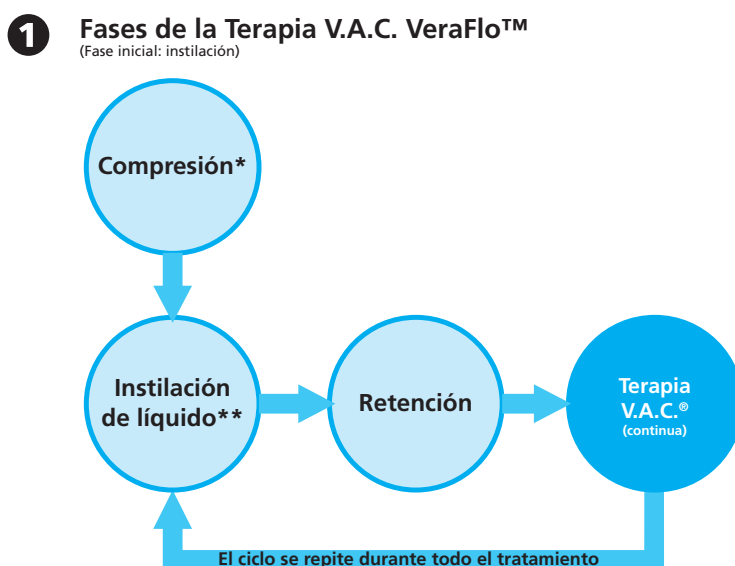 1 Fases de la Terapia V.A.C. VeraFlo™
(Fase inicial: instilación)
Compresión*
Instilación
de líquido**
Retención
Terapia
V.A.C.®
(continua)
El ciclo se repite durante todo el tratamiento